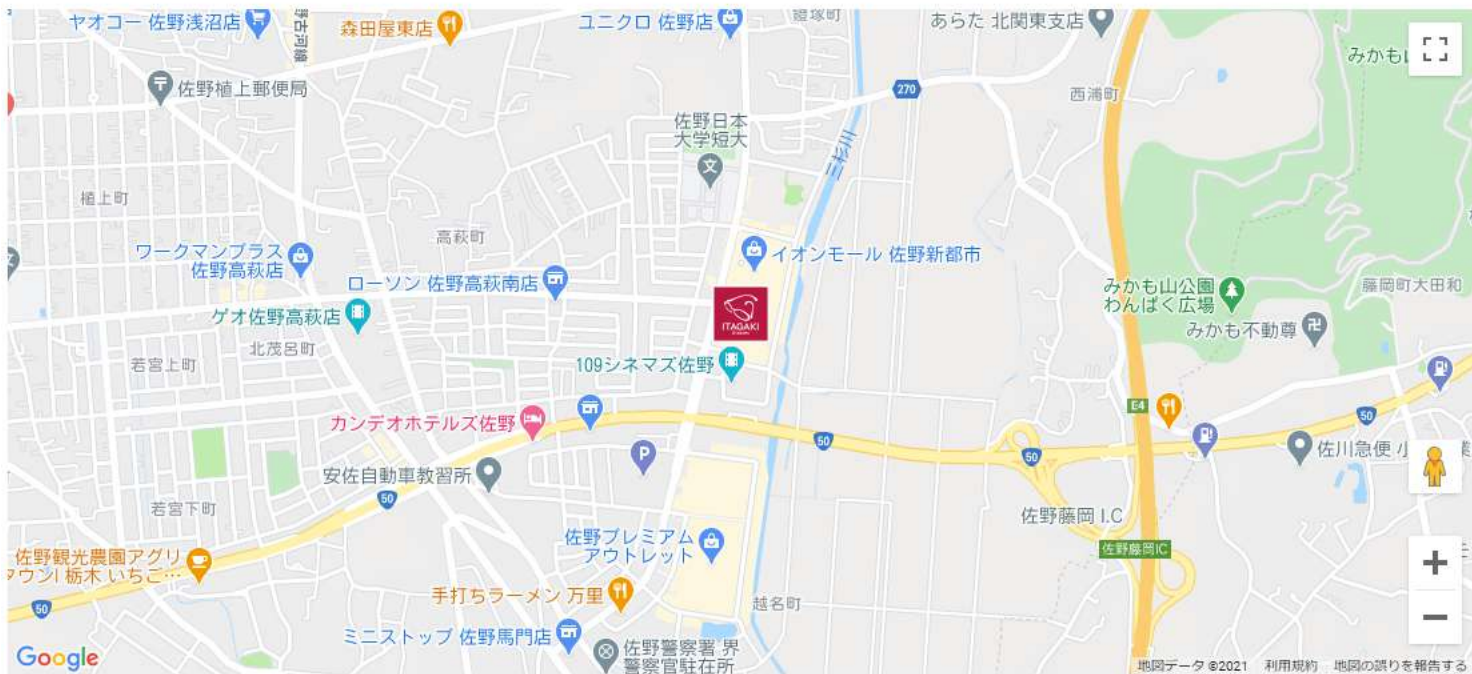 ヤオコー 佐野浅沼店
森田屋東店
ユニクロ 佐野店
あらた 北関東支店
佐野植上郵便局
270
西浦町
佐野日本
大学短大
植上町
高萩町
三杉川
ワークマンプラス
佐野高萩店
ローソン 佐野高萩南店
イオンモール 佐野新都市
ゲオ佐野高萩店
ITAGAKI
みかも山公園
わんぱく広場
藤岡町大田和
みかも不動尊
若宮上町
北茂呂町
109シネマズ佐野
カンデオホテルズ佐野
E4
50
50
50
P
安佐自動車教習所
50
佐川急便 小
若宮下町
佐野藤岡 I.C
佐野藤岡IC
佐野プレミアム
アウトレット
佐野観光農園アグリ
タウン| 栃木 いちご…
手打ちラーメン 万里
50
越名町
ミニストップ 佐野馬門店
佐野警察署 界
警察官駐在所
Google
地図データ ©2021 利用規約 地図の誤りを報告する